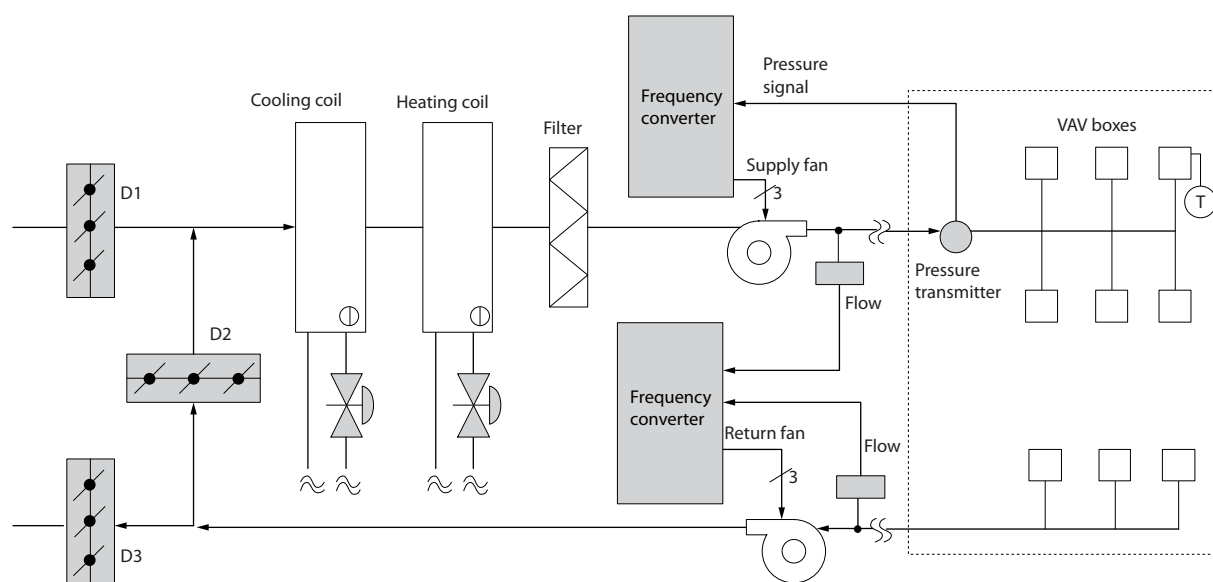 Pressure
signal
Cooling coil
Heating coil
Frequency
converter
Filter
VAV boxes
Supply fan
3
D1
T
Pressure
transmitter
Flow
D2
Frequency
converter
Return fan
Flow
3
D3